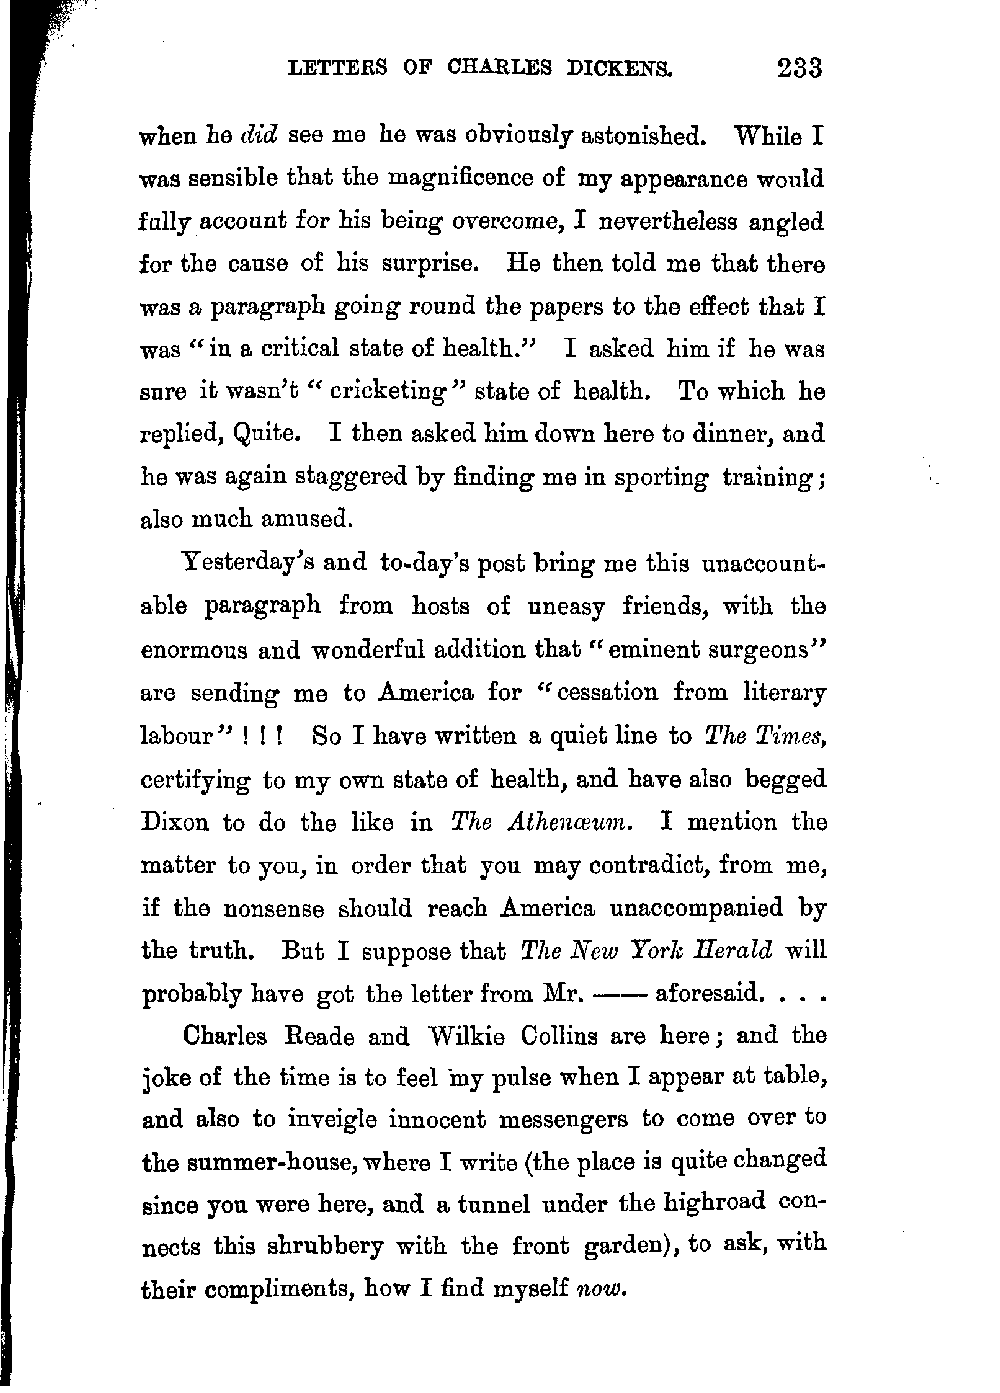 LETTERS OF CHARLES DICKENS. 233
when he did see me he was obviously astonished. While I
was sensible that the magnificence of my appearance would
fully account for his being overcome, I nevertheless angled
for the cause of his surprise. He then told me that there
was a paragraph going round the papers to the effect that I
was “in a critical state of health.” I asked him if he was
sure it wasn’t “cricketing” state of health. To which he
replied, Quite. I then asked him down here to dinner, and
he was again staggered by finding me in sporting training;
also much amused.
Yesterday’s and to-day’s post bring me this unaccount-
able paragraph from hosts of uneasy friends, with the
enormous and wonderful addition that “eminent surgeons”
are sending me to America for “cessation from literary
labour” ! ! ! So I have written a quiet line to The Times,
certifying to my own state of health, and have also begged
Dixon to do the like in The Athenæum. I mention the
matter to you, in order that you may contradict, from me,
if the nonsense should reach America unaccompanied by
the truth. But I suppose that The New York Herald will
probably have got the letter from Mr. —— aforesaid. . . .
Charles Reade and Wilkie Collins are here; and the
joke of the time is to feel my pulse when I appear at table,
and also to inveigle innocent messengers to come over to
the summer-house, where I write (the place is quite changed
since you were here, and a tunnel under the highroad con-
nects this shrubbery with the front garden), to ask, with
their compliments, how I find myself now.